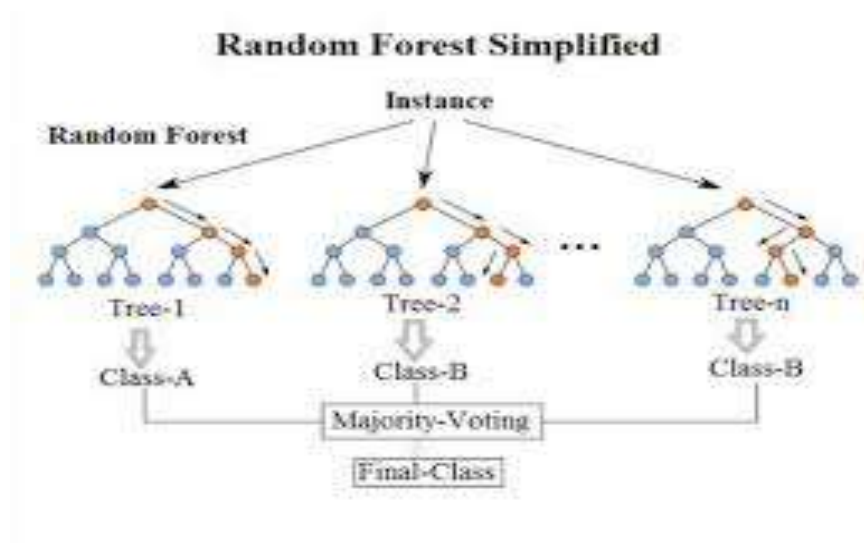 Random Forest Simplified
Instance
Random Forest
...
Tree-1 Tree-2 Tree-n
Class-A Class-B Class-B
Majority-Voting
Final-Class